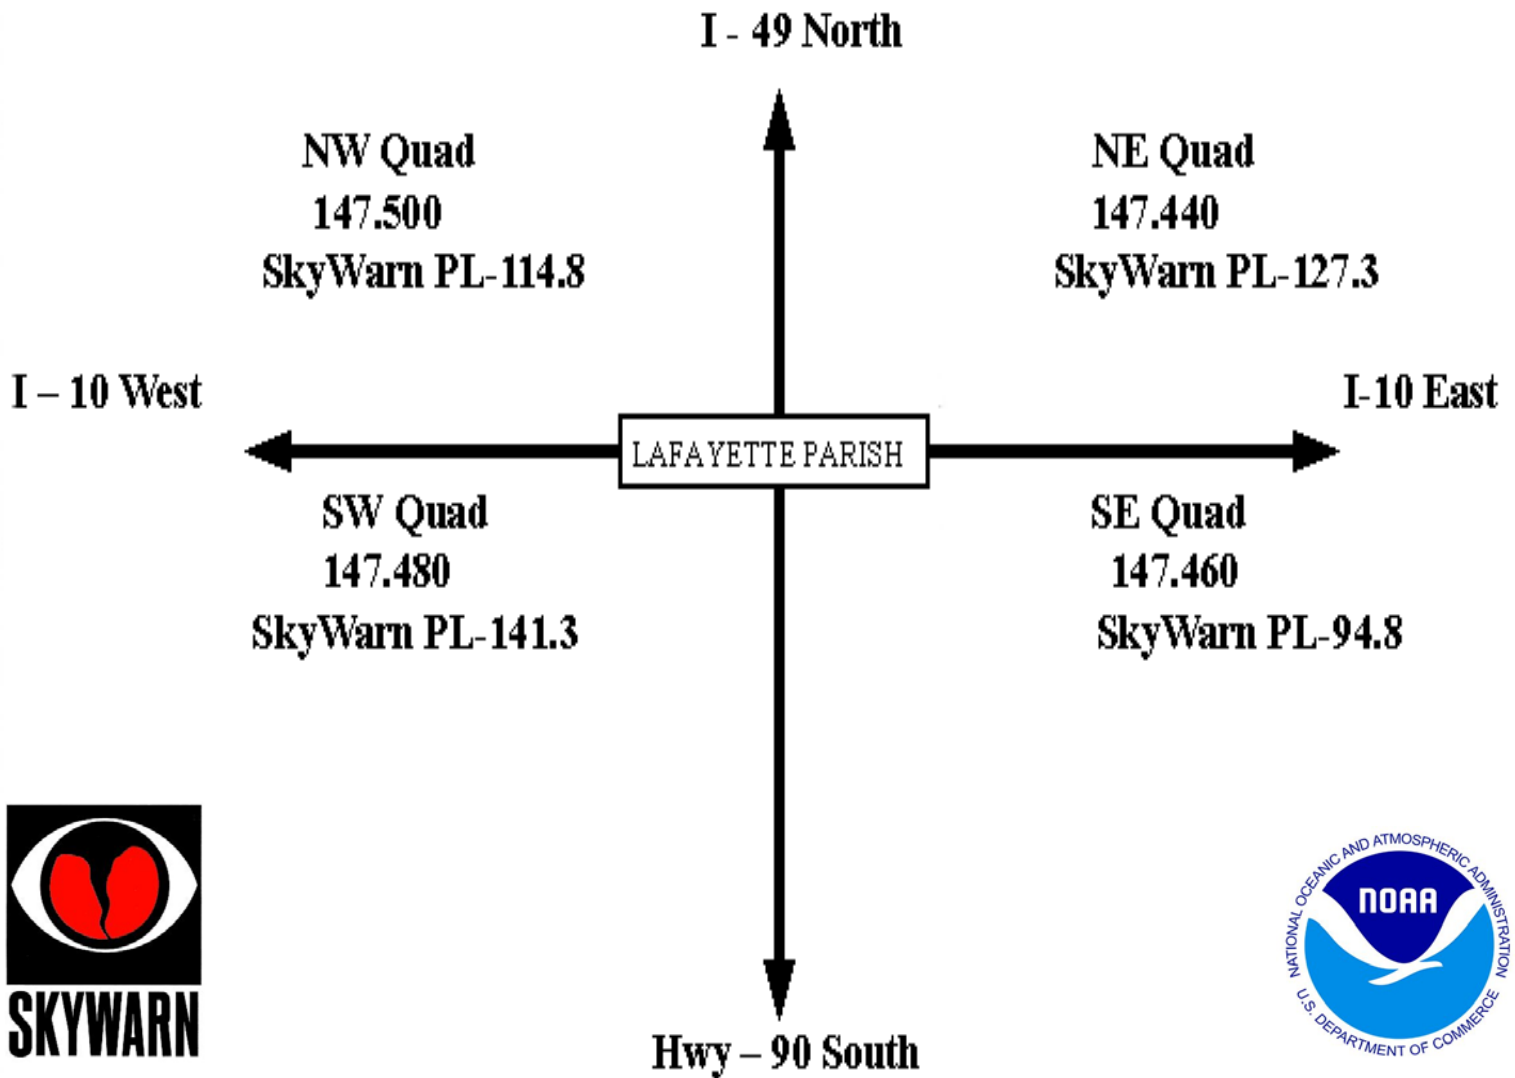 I - 49 North
NW Quad
147.500
SkyWarn PL-114.8
NE Quad
147.440
SkyWarn PL-127.3
I – 10 West
I-10 East
LAFAYETTE PARISH
SW Quad
147.480
SkyWarn PL-141.3
SE Quad
147.460
SkyWarn PL-94.8
Hwy – 90 South
SKYWARN
NATIONAL OCEANIC AND ATMOSPHERIC ADMINISTRATION
NOAA
U.S. DEPARTMENT OF COMMERCE